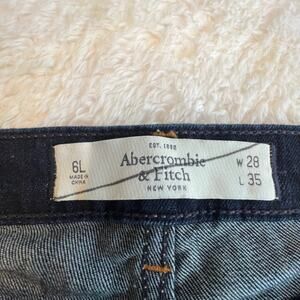 EST. 1892
6L
MADE IN
CHINA
Abercrombie
& Fitch
NEW YORK
W 28
L 35